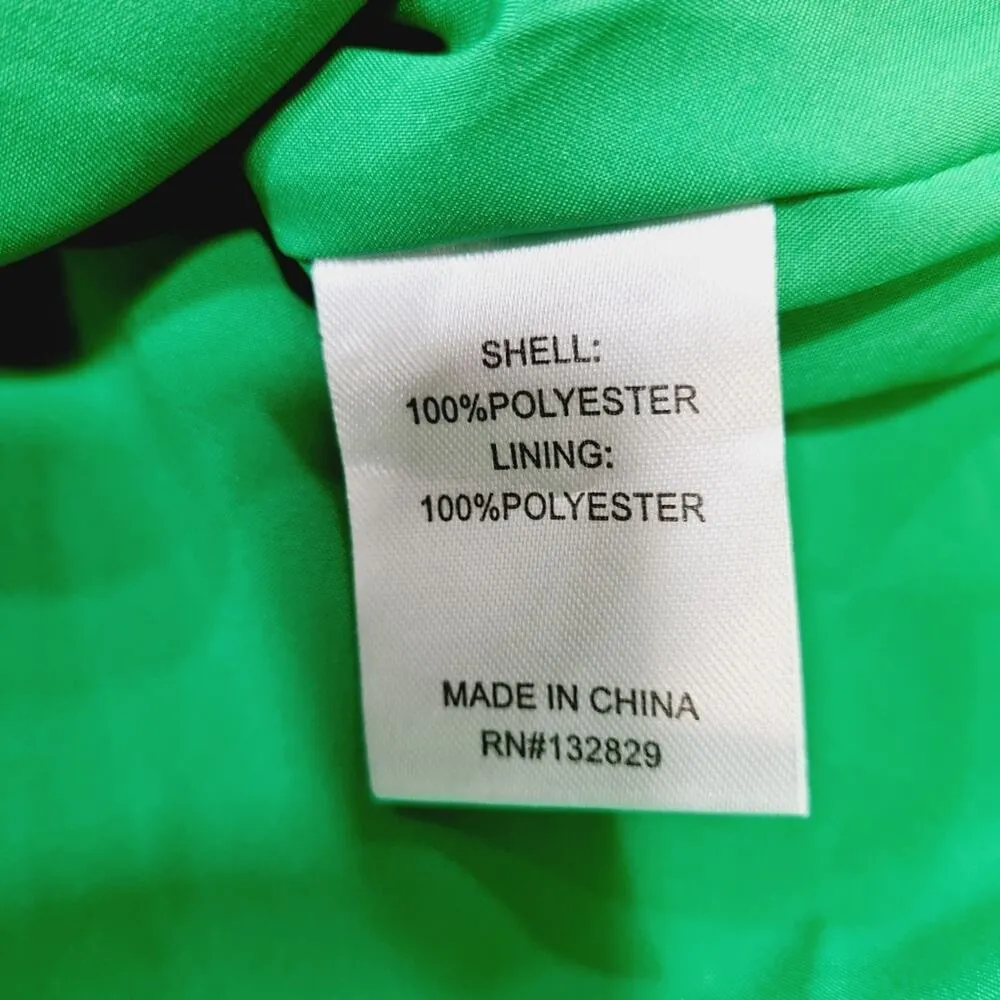 SHELL:
100%POLYESTER
LINING:
100%POLYESTER
MADE IN CHINA
RN#132829